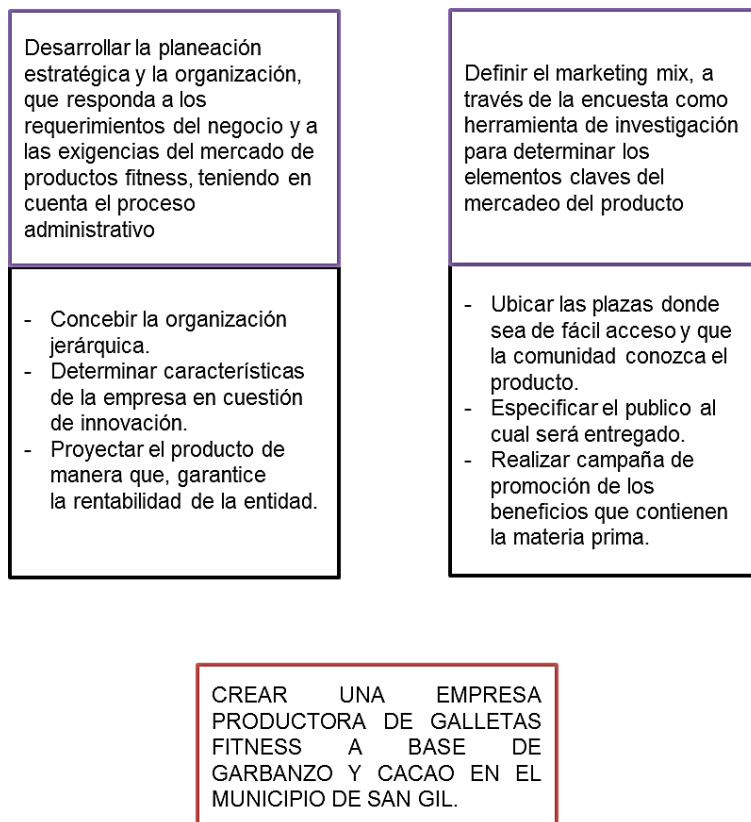 Desarrollar la planeación
estratégica y la organización,
que responda a los
requerimientos del negocio y a
las exigencias del mercado de
productos fitness, teniendo en
cuenta el proceso
administrativo
- Concebir la organización
jerárquica.
- Determinar características
de la empresa en cuestión
de innovación.
- Proyectar el producto de
manera que, garantice
la rentabilidad de la entidad.
Definir el marketing mix, a
través de la encuesta como
herramienta de investigación
para determinar los
elementos claves del
mercadeo del producto
- Ubicar las plazas donde
sea de fácil acceso y que
la comunidad conozca el
producto.
- Especificar el publico al
cual será entregado.
- Realizar campaña de
promoción de los
beneficios que contienen
la materia prima.
CREAR UNA EMPRESA
PRODUCTORA DE GALLETAS
FITNESS A BASE DE
GARBANZO Y CACAO EN EL
MUNICIPIO DE SAN GIL.